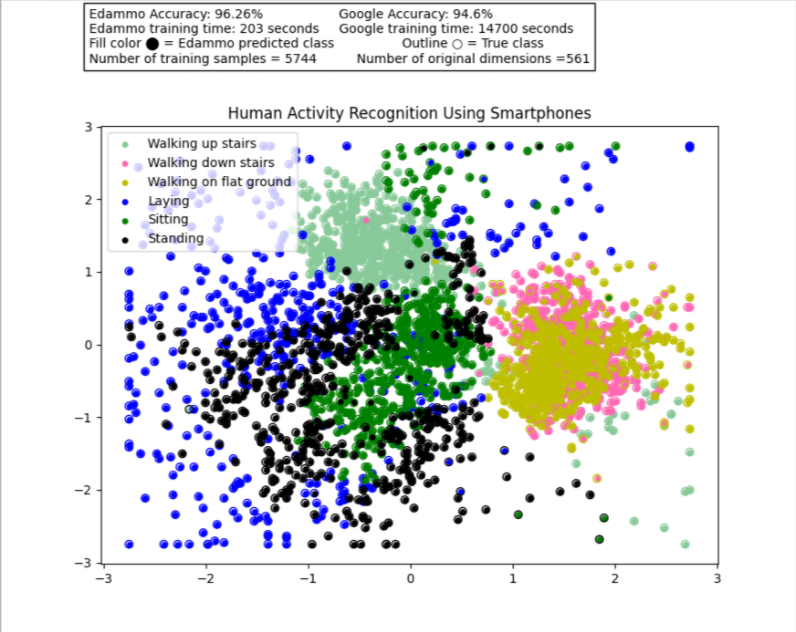 Edammo Accuracy: 96.26% Google Accuracy: 94.6%
Edammo training time: 203 seconds Google training time: 14700 seconds
Fill color ● = Edammo predicted class Outline ○ = True class
Number of training samples = 5744 Number of original dimensions =561
Human Activity Recognition Using Smartphones
Walking up stairs
Walking down stairs
Walking on flat ground
Laying
Sitting
Standing
3
2
1
0
−1
−2
−3
−3 −2 −1 0 1 2 3